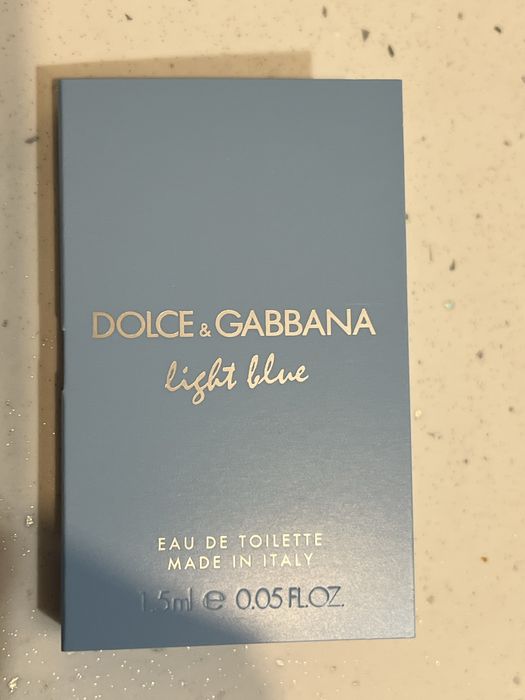 DOLCE & GABBANA
light blue
EAU DE TOILETTE
MADE IN ITALY
1.5ml e 0.05 FL.OZ.